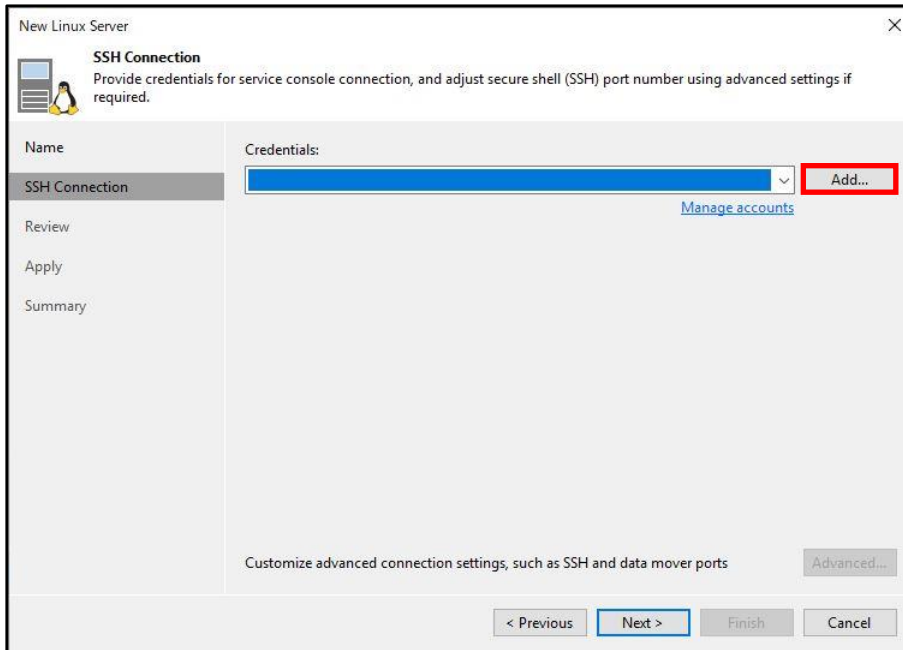 New Linux Server
SSH Connection
Provide credentials for service console connection, and adjust secure shell (SSH) port number using advanced settings if
required.
Name
SSH Connection
Review
Apply
Summary
Credentials:
Add...
Manage accounts
Customize advanced connection settings, such as SSH and data mover ports
Advanced...
< Previous
Next >
Finish
Cancel